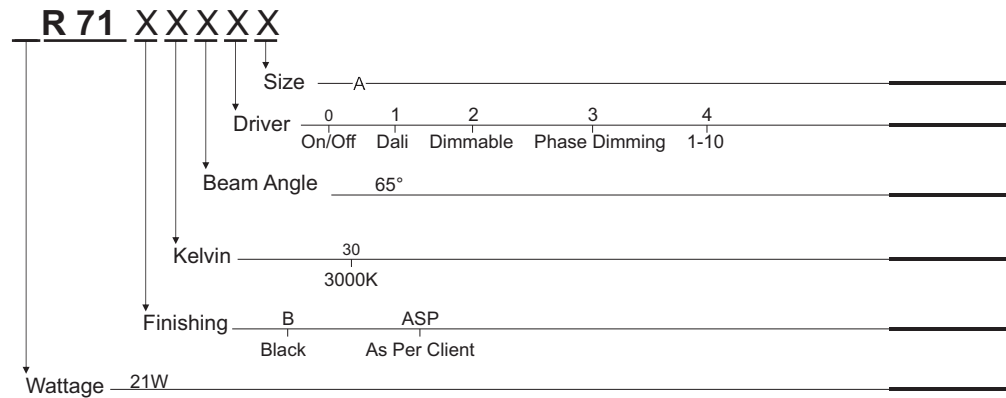 _ R 71 X X X X X
Size A
0 1 2 3 4
Driver
On/Off Dali Dimmable Phase Dimming 1-10
Beam Angle 65°
30
Kelvin
3000K
B ASP
Finishing
Black As Per Client
Wattage 21W